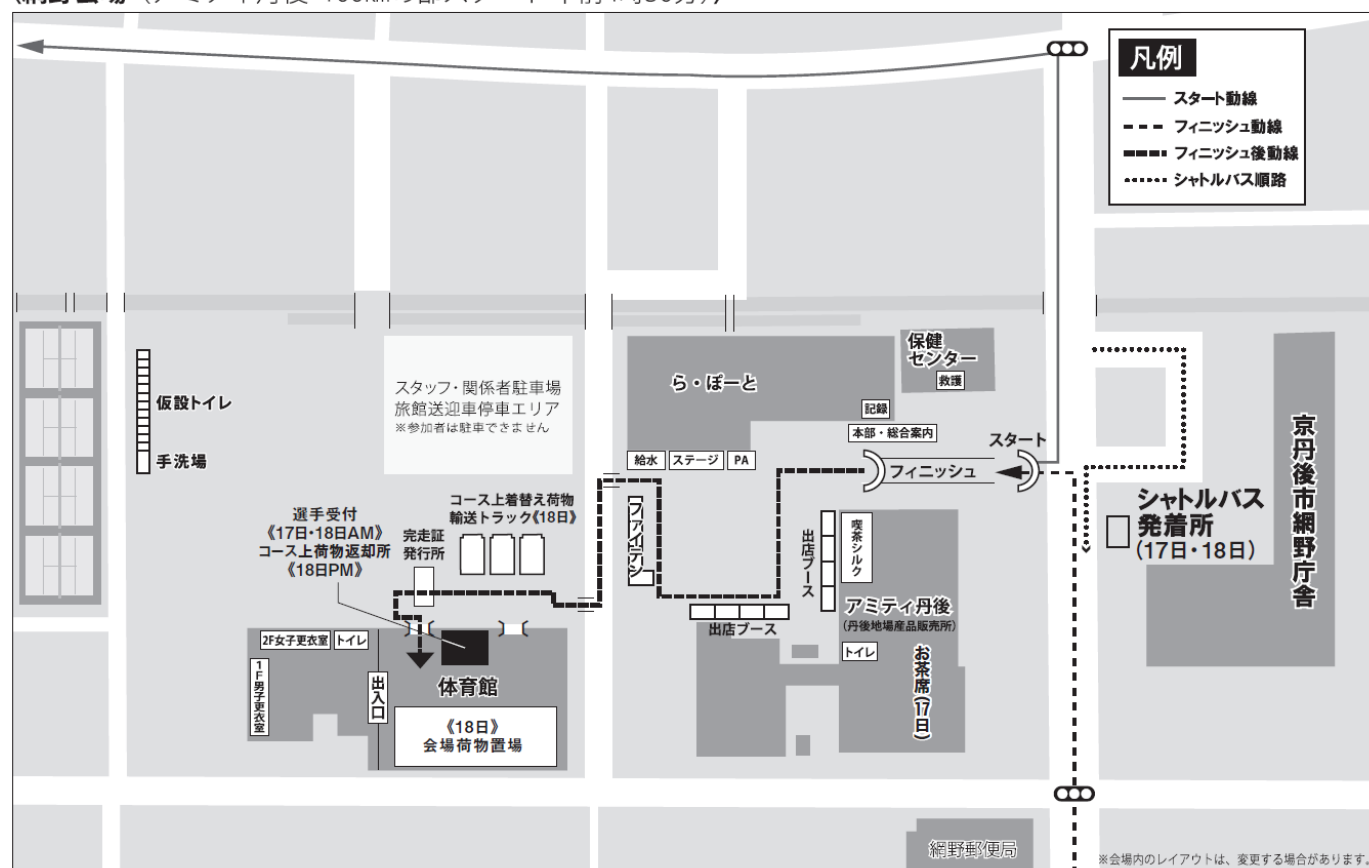 凡例
スタート動線
フィニッシュ動線
フィニッシュ後動線
シャトルバス順路
仮設トイレ
手洗場
スタッフ・関係者駐車場
旅館送迎車停車エリア
※参加者は駐車できません
ら・ぽーと
保健
センター
救護
記録
本部・総合案内
スタート
給水
ステージ
PA
フィニッシュ
京丹後市網野庁舎
シャトルバス
発着所
(17日・18日)
選手受付
《17日・18日AM》
コース上荷物返却所
《18日PM》
完走証
発行所
コース上着替え荷物
輸送トラック《18日》
ファイテン
出店ブース
喫茶シルク
アミティ丹後
(丹後地場産品販売所)
出店ブース
トイレ
お茶席(17日)
2F女子更衣室
トイレ
1F男子更衣室
出入口
体育館
《18日》
会場荷物置場
網野郵便局
※会場内のレイアウトは、変更する場合があります。